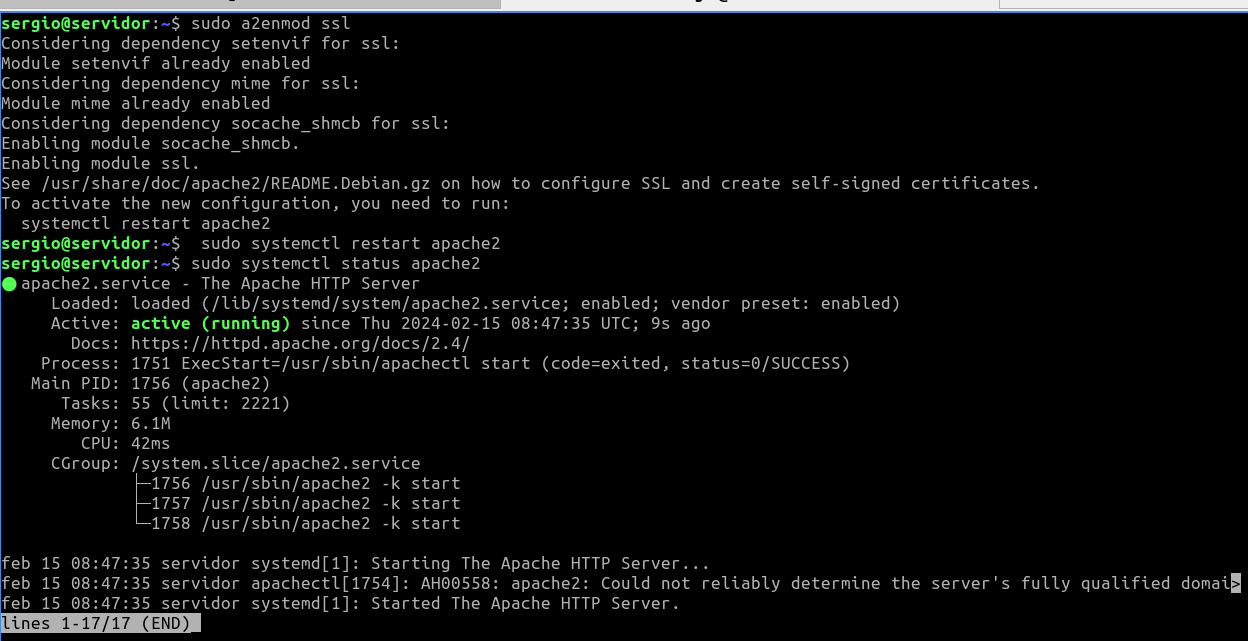 sergio@servidor:~$ sudo a2enmod ssl
Considering dependency setenvif for ssl:
Module setenvif already enabled
Considering dependency mime for ssl:
Module mime already enabled
Considering dependency socache_shmcb for ssl:
Enabling module socache_shmcb.
Enabling module ssl.
See /usr/share/doc/apache2/README.Debian.gz on how to configure SSL and create self-signed certificates.
To activate the new configuration, you need to run:
  systemctl restart apache2
sergio@servidor:~$  sudo systemctl restart apache2
sergio@servidor:~$ sudo systemctl status apache2
● apache2.service - The Apache HTTP Server
     Loaded: loaded (/lib/systemd/system/apache2.service; enabled; vendor preset: enabled)
     Active: active (running) since Thu 2024-02-15 08:47:35 UTC; 9s ago
       Docs: https://httpd.apache.org/docs/2.4/
    Process: 1751 ExecStart=/usr/sbin/apachectl start (code=exited, status=0/SUCCESS)
   Main PID: 1756 (apache2)
      Tasks: 55 (limit: 2221)
     Memory: 6.1M
        CPU: 42ms
     CGroup: /system.slice/apache2.service
             ├─1756 /usr/sbin/apache2 -k start
             ├─1757 /usr/sbin/apache2 -k start
             └─1758 /usr/sbin/apache2 -k start

feb 15 08:47:35 servidor systemd[1]: Starting The Apache HTTP Server...
feb 15 08:47:35 servidor apachectl[1754]: AH00558: apache2: Could not reliably determine the server's fully qualified domai>
feb 15 08:47:35 servidor systemd[1]: Started The Apache HTTP Server.
lines 1-17/17 (END)